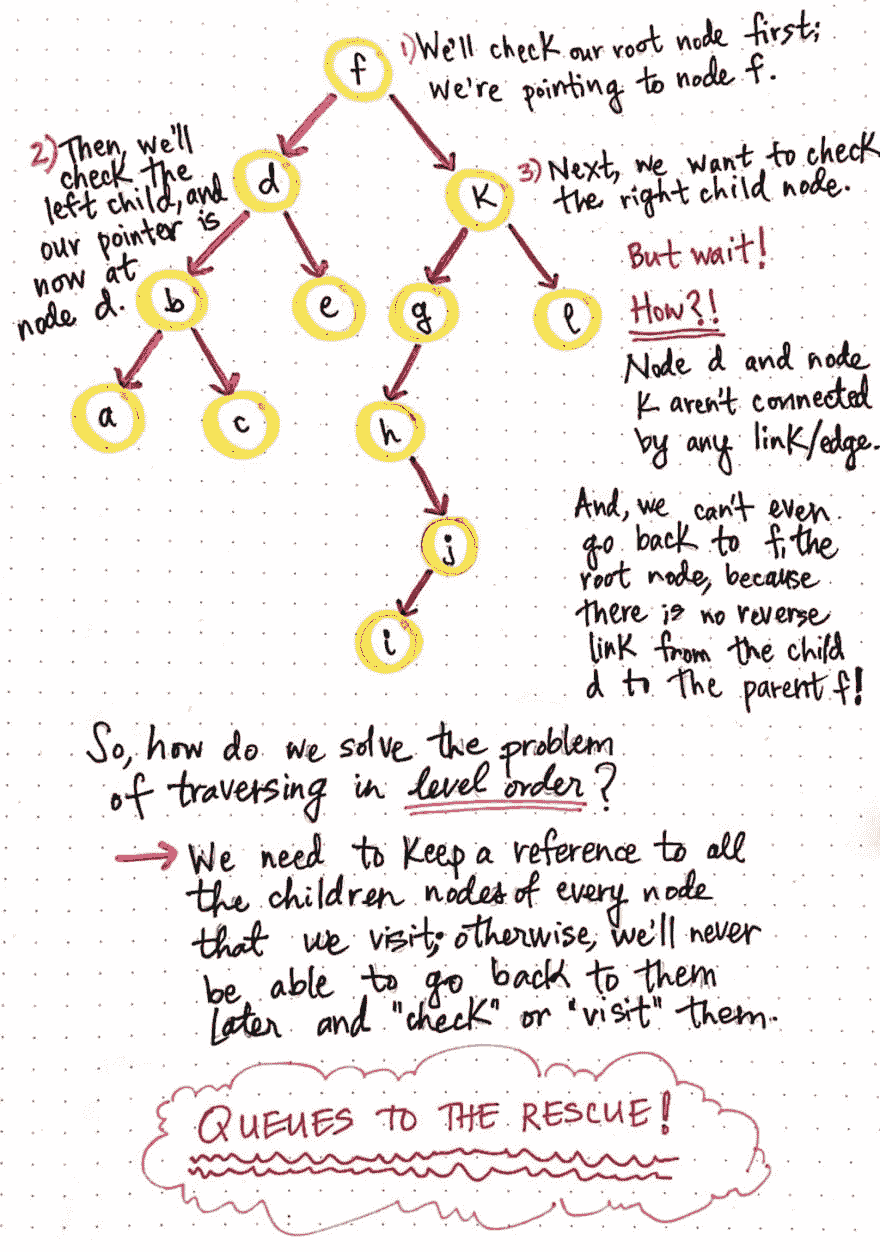 f
1) We'll check our root node first;
we're pointing to node f.
2) Then, we'll
check the
left child, and
our pointer is
now at
node d.
d
k
3) Next, we want to check
the right child node.
But wait!
How?!
Node d and node
k aren't connected
by any link/edge.
b
e
g
l
a
c
h
j
i
And, we can't even
go back to f, the
root node, because
there is no reverse
link from the child
d to the parent f!
So, how do we solve the problem
of traversing in level order?
→ We need to keep a reference to all
the children nodes of every node
that we visit; otherwise, we'll never
be able to go back to them
later and "check" or "visit" them.
QUEUES TO THE RESCUE!